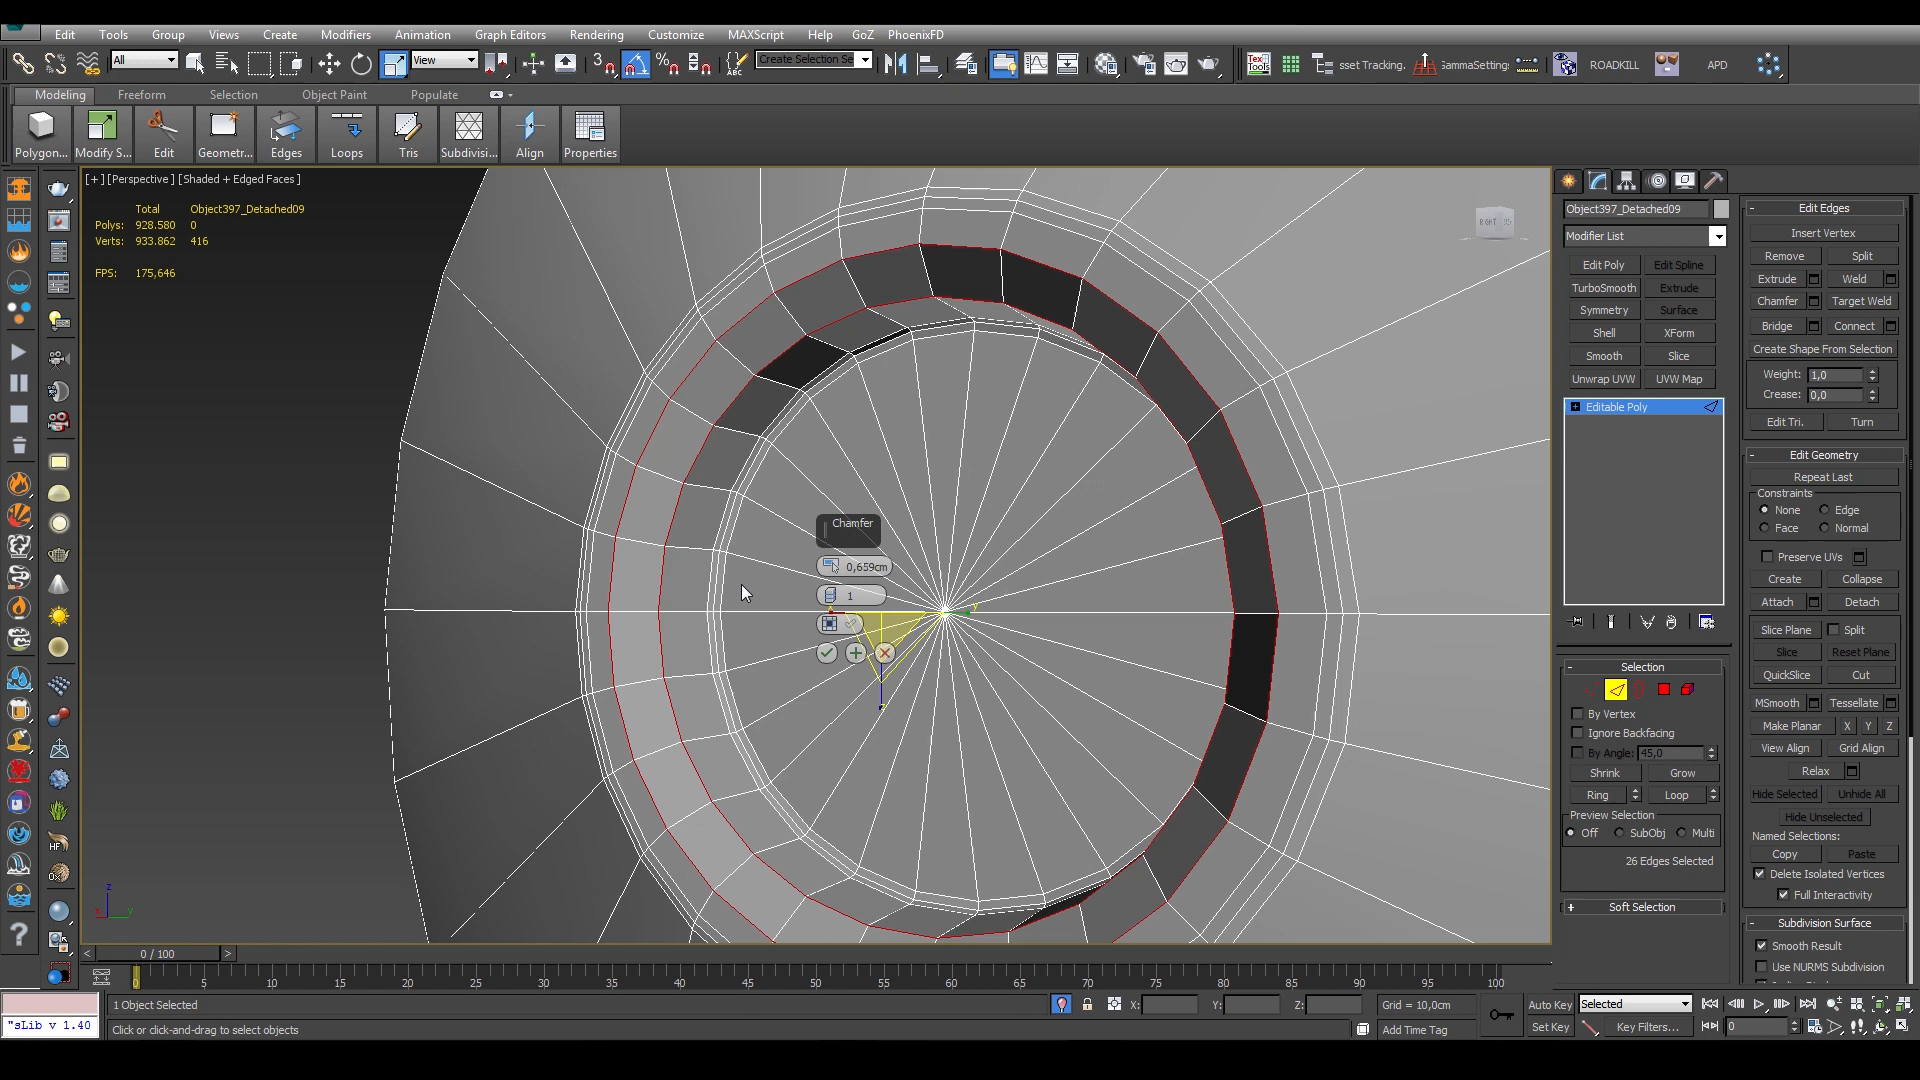 Edit Tools Group Views Create Modifiers Animation Graph Editors Rendering Customize MAXScript Help GoZ PhoenixFD
All View 3 % Create Selection Se Tex Tools sset Tracking. GammaSetting: ROADKILL APD
Modeling Freeform Selection Object Paint Populate
Polygon... Modify S... Edit Geometr... Edges Loops Tris Subdivisi... Align Properties
[+] [Perspective ] [Shaded + Edged Faces ]
Total Object397_Detached09
Polys: 928.580 0
Verts: 933.862 416
FPS: 175,646
RIGHT
Chamfer
0,659cm
1
y
z
x y
HF
Object397_Detached09
Modifier List
Edit Poly Edit Spline
TurboSmooth Extrude
Symmetry Surface
Shell XForm
Smooth Slice
Unwrap UVW UVW Map
Editable Poly
- Selection
By Vertex
Ignore Backfacing
By Angle: 45,0
Shrink Grow
Ring Loop
Preview Selection
Off SubObj Multi
26 Edges Selected
+ Soft Selection
- Edit Edges
Insert Vertex
Remove Split
Extrude Weld
Chamfer Target Weld
Bridge Connect
Create Shape From Selection
Weight: 1,0
Crease: 0,0
Edit Tri. Turn
- Edit Geometry
Repeat Last
Constraints
None Edge
Face Normal
Preserve UVs
Create Collapse
Attach Detach
Slice Plane Split
Slice Reset Plane
QuickSlice Cut
MSmooth Tessellate
Make Planar X Y Z
View Align Grid Align
Relax
Hide Selected Unhide All
Hide Unselected
Named Selections:
Copy Paste
Delete Isolated Vertices
Full Interactivity
- Subdivision Surface
Smooth Result
Use NURMS Subdivision
< 0 / 100 >
0 5 10 15 20 25 30 35 40 45 50 55 60 65 70 75 80 85 90 95 100
1 Object Selected X: Y: Z: Grid = 10,0cm Auto Key Selected
"sLib v 1.40 Click or click-and-drag to select objects Add Time Tag Set Key Key Filters... 0